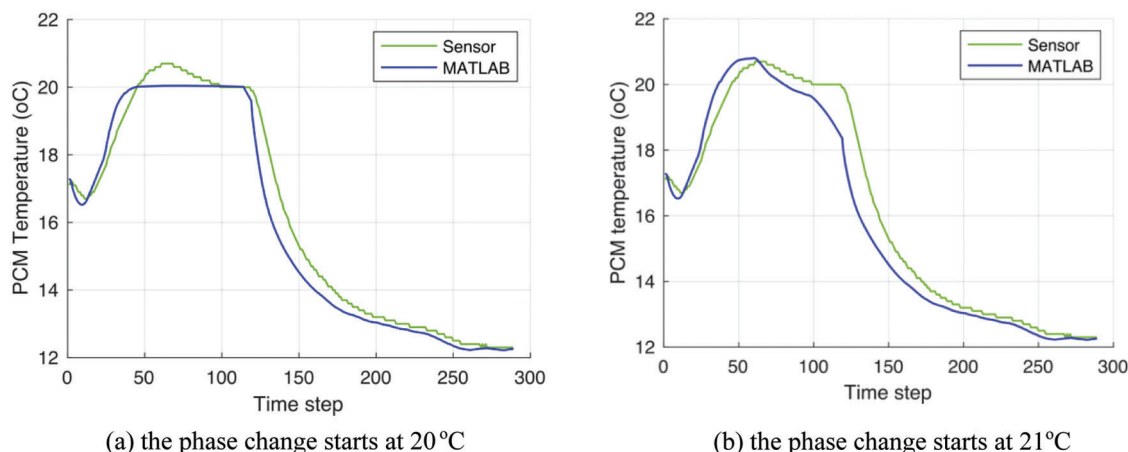 22
20
18
16
14
12
PCM Temperature (oC)
0
50
100
150
200
250
300
Time step
Sensor
MATLAB
(a) the phase change starts at 20 °C
22
20
18
16
14
12
PCM temperature (oC)
0
50
100
150
200
250
300
Time step
Sensor
MATLAB
(b) the phase change starts at 21°C